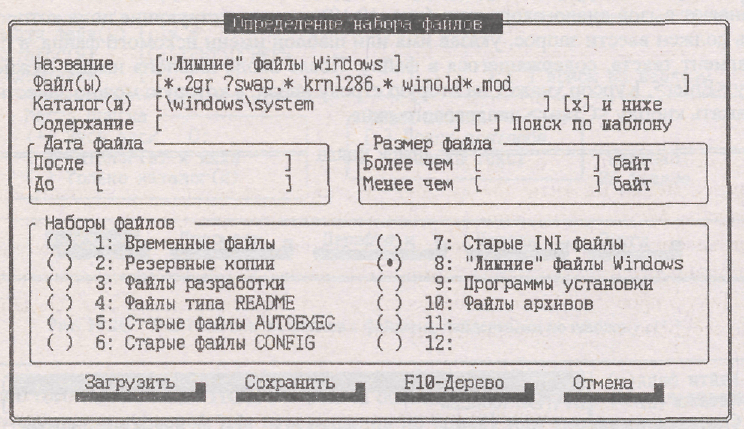 Определение набора файлов
Название ["Лишние" файлы Windows ]
Файл(ы) [*.2gr ?swap.* krnl286.* winold*.mod ]
Каталог(и) [\windows\system ] [x] и ниже
Содержание [ ] [ ] Поиск по шаблону
Дата файла
После [ ]
До [ ]
Размер файла
Более чем [ ] байт
Менее чем [ ] байт
Наборы файлов
( ) 1: Временные файлы
( ) 2: Резервные копии
( ) 3: Файлы разработки
( ) 4: Файлы типа README
( ) 5: Старые файлы AUTOEXEC
( ) 6: Старые файлы CONFIG
( ) 7: Старые INI файлы
(•) 8: "Лишние" файлы Windows
( ) 9: Программы установки
( ) 10: Файлы архивов
( ) 11:
( ) 12:
Загрузить Сохранить F10-Дерево Отмена